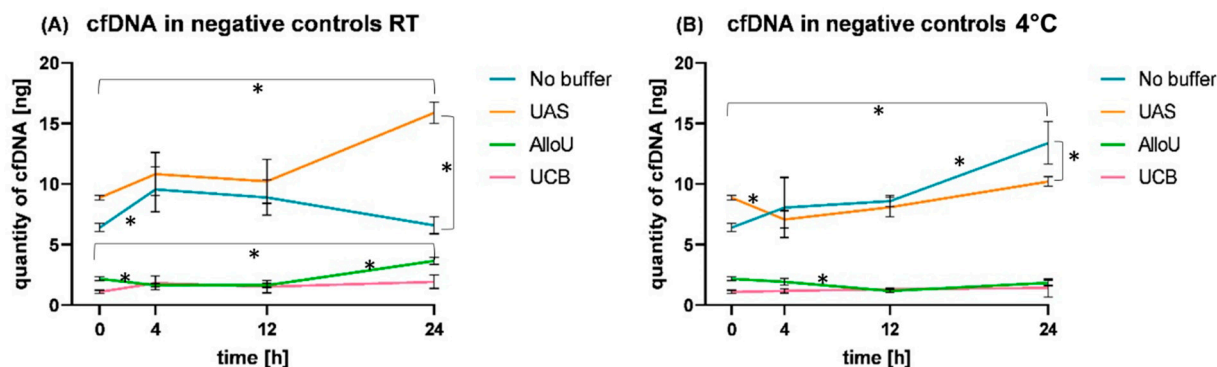 (A) cfDNA in negative controls RT
quantity of cfDNA [ng]
20
15
10
5
0
0 4 12 24
time [h]
* * * * * *
No buffer
UAS
AlloU
UCB
(B) cfDNA in negative controls 4°C
quantity of cfDNA [ng]
20
15
10
5
0
0 4 12 24
time [h]
* * * * *
No buffer
UAS
AlloU
UCB